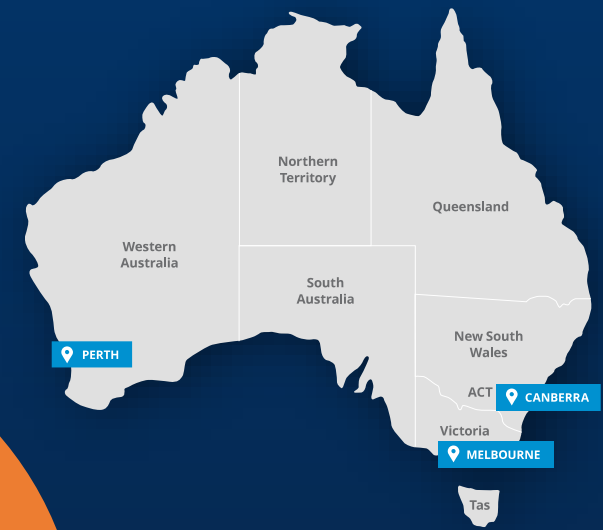 Northern
Territory
Queensland
Western
Australia
South
Australia
New South
Wales
PERTH
ACT
CANBERRA
Victoria
MELBOURNE
Tas